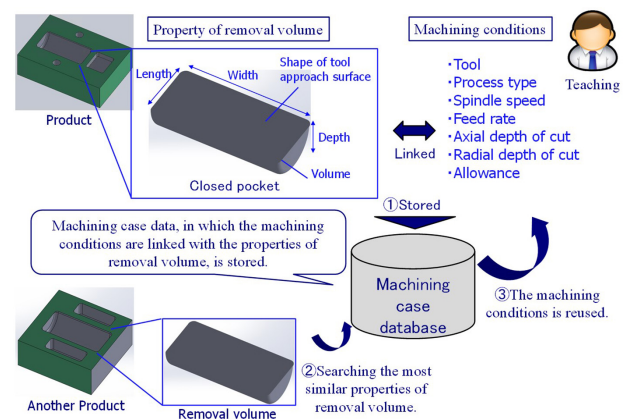 Property of removal volume
Machining conditions
Length
Width
Shape of tool
approach surface
Depth
Volume
Closed pocket
Product
・Tool
・Process type
・Spindle speed
・Feed rate
・Axial depth of cut
・Radial depth of cut
・Allowance
Teaching
Linked
①Stored
Machining case data, in which the machining
conditions are linked with the properties of
removal volume, is stored.
Machining
case
database
③The machining
conditions is reused.
②Searching the most
similar properties of
removal volume.
Another Product
Removal volume